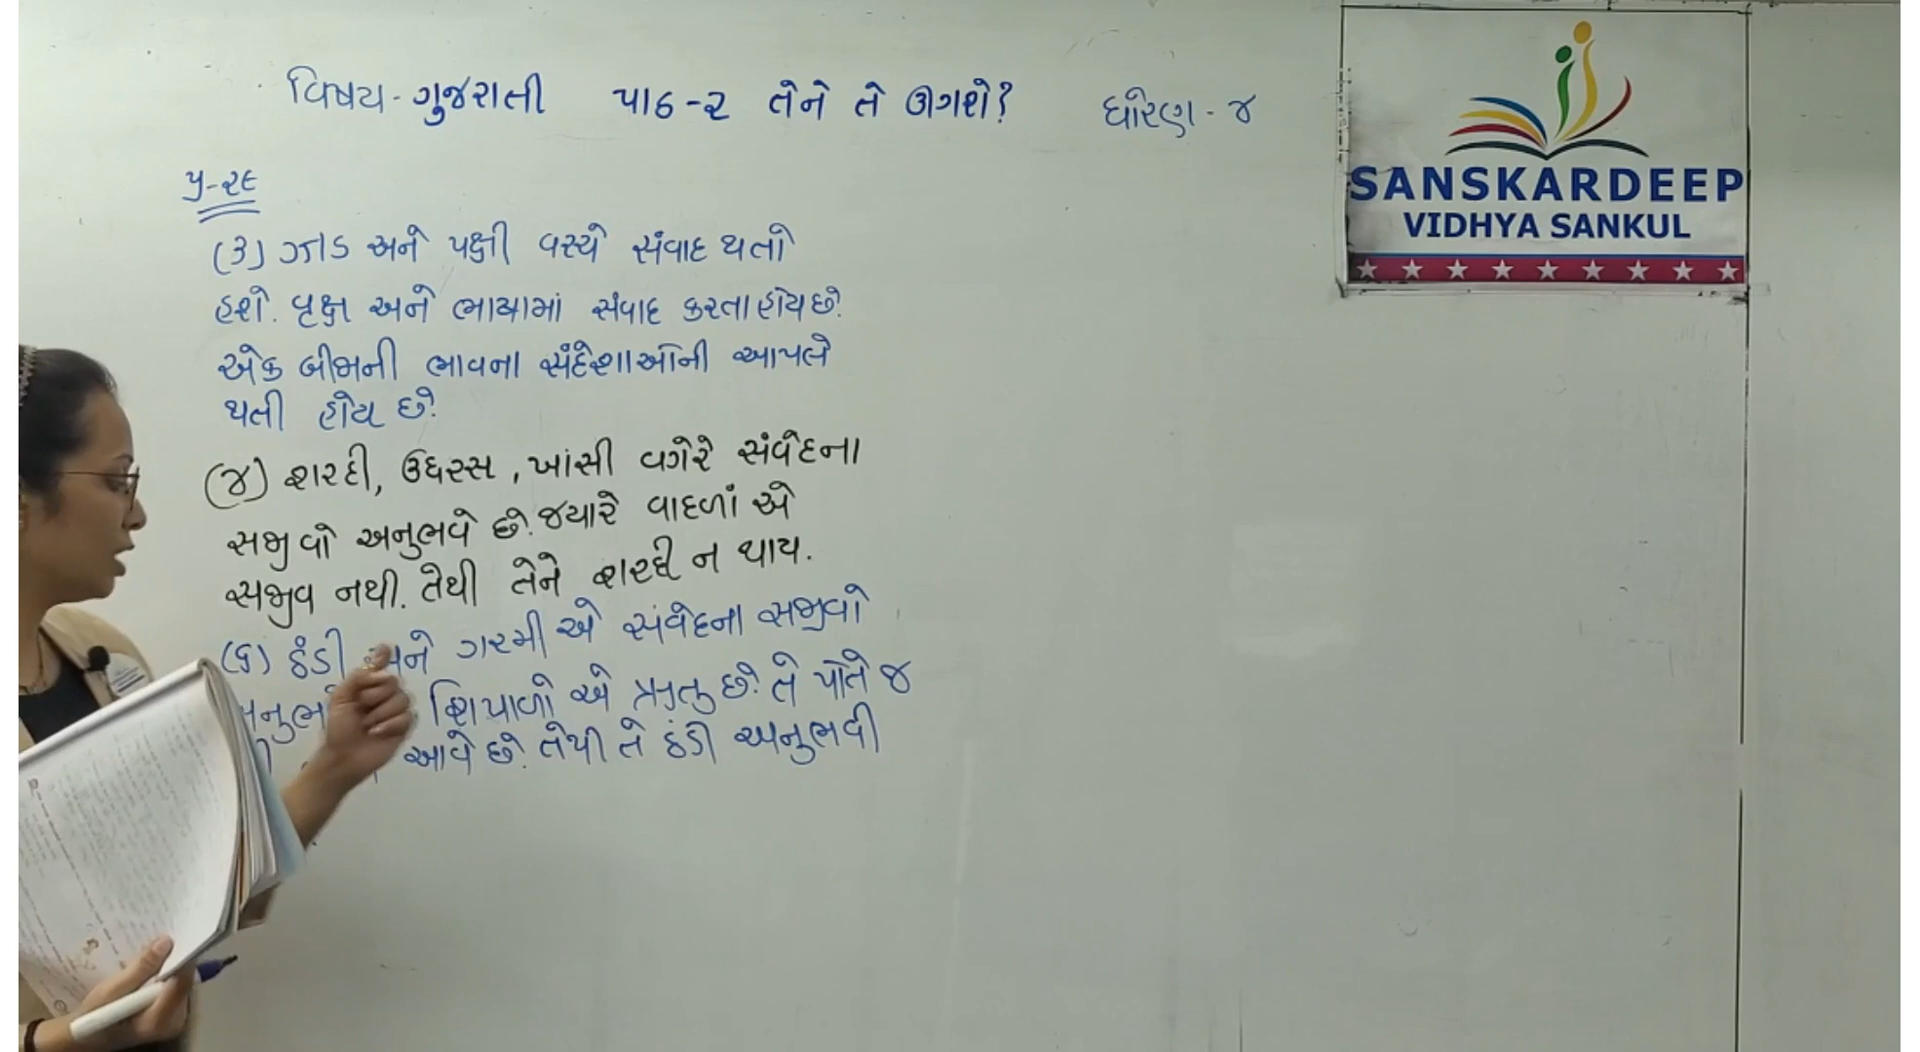 વિષય - ગુજરાતી પાઠ - ૨ તેને તે ઊગશે? ધોરણ - ૪
SANSKARDEEP
VIDHYA SANKUL
પૃ - ૨૯
(૩) ઝાડ અને પક્ષી વચ્ચે સંવાદ થતો
હશે. વૃક્ષ અને ભાષામાં સંવાદ કરતા હોય છે.
એક બીજાની ભાવના સંદેશાઓની આપલે
થતી હોય છે.
(૪) શરદી, ઉદ્દરસ, ખાંસી વગેરે સંવેદના
સજીવો અનુભવે છે. જ્યારે વાદળાં એ
સજીવ નથી. તેથી તેને શરદી ન થાય.
(૬) ઠંડી અને ગરમી એ સંવેદના સજીવો
શિયાળો એ ઋતુ છે. તે પોતે જ
આવે છે. તેથી તે ઠંડી અનુભવી